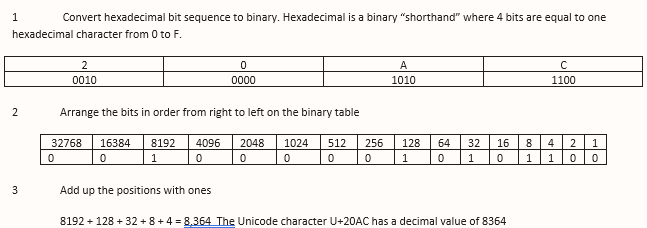 1 Convert hexadecimal bit sequence to binary. Hexadecimal is a binary “shorthand” where 4 bits are equal to one
hexadecimal character from 0 to F.
2 0 A C
0010 0000 1010 1100
2 Arrange the bits in order from right to left on the binary table
32768 16384 8192 4096 2048 1024 512 256 128 64 32 16 8 4 2 1
0 0 1 0 0 0 0 0 1 0 1 0 1 1 0 0
3 Add up the positions with ones
8192 + 128 + 32 + 8 + 4 = 8,364 The Unicode character U+20AC has a decimal value of 8364